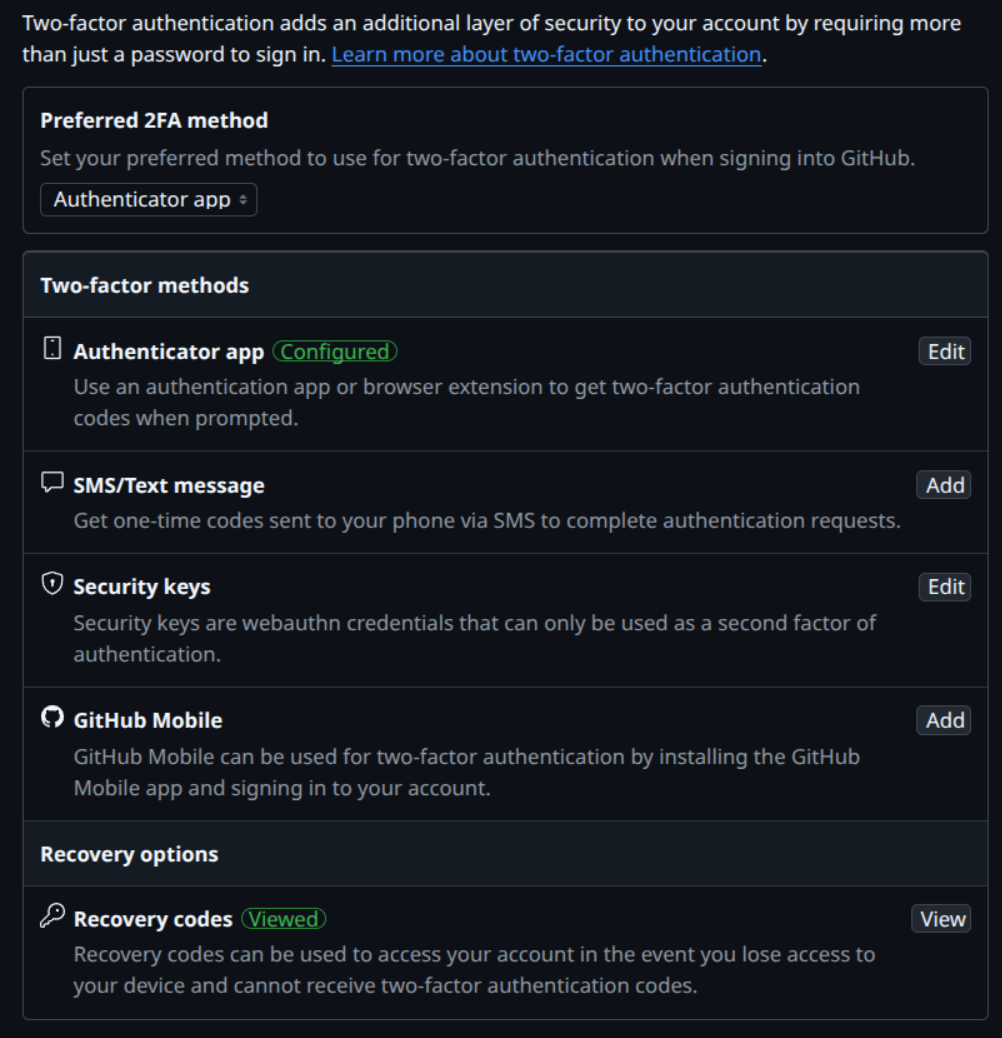 Two-factor authentication adds an additional layer of security to your account by requiring more
than just a password to sign in. Learn more about two-factor authentication.
Preferred 2FA method
Set your preferred method to use for two-factor authentication when signing into GitHub.
Authenticator app
Two-factor methods
Authenticator app Configured Edit
Use an authentication app or browser extension to get two-factor authentication
codes when prompted.
SMS/Text message Add
Get one-time codes sent to your phone via SMS to complete authentication requests.
Security keys Edit
Security keys are webauthn credentials that can only be used as a second factor of
authentication.
GitHub Mobile Add
GitHub Mobile can be used for two-factor authentication by installing the GitHub
Mobile app and signing in to your account.
Recovery options
Recovery codes Viewed View
Recovery codes can be used to access your account in the event you lose access to
your device and cannot receive two-factor authentication codes.